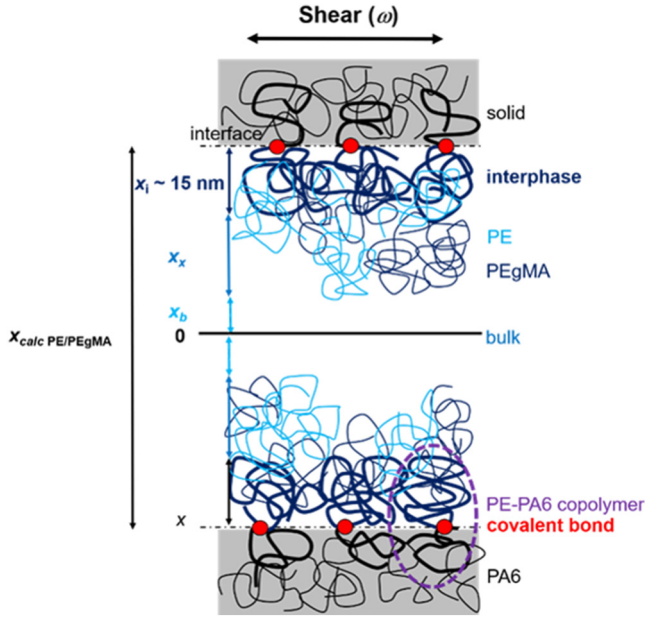 Shear (ω)
solid
interface
xi ~ 15 nm
interphase
PE
xx
PEgMA
xb
0
bulk
xcalc PE/PEgMA
PE-PA6 copolymer
x
covalent bond
PA6